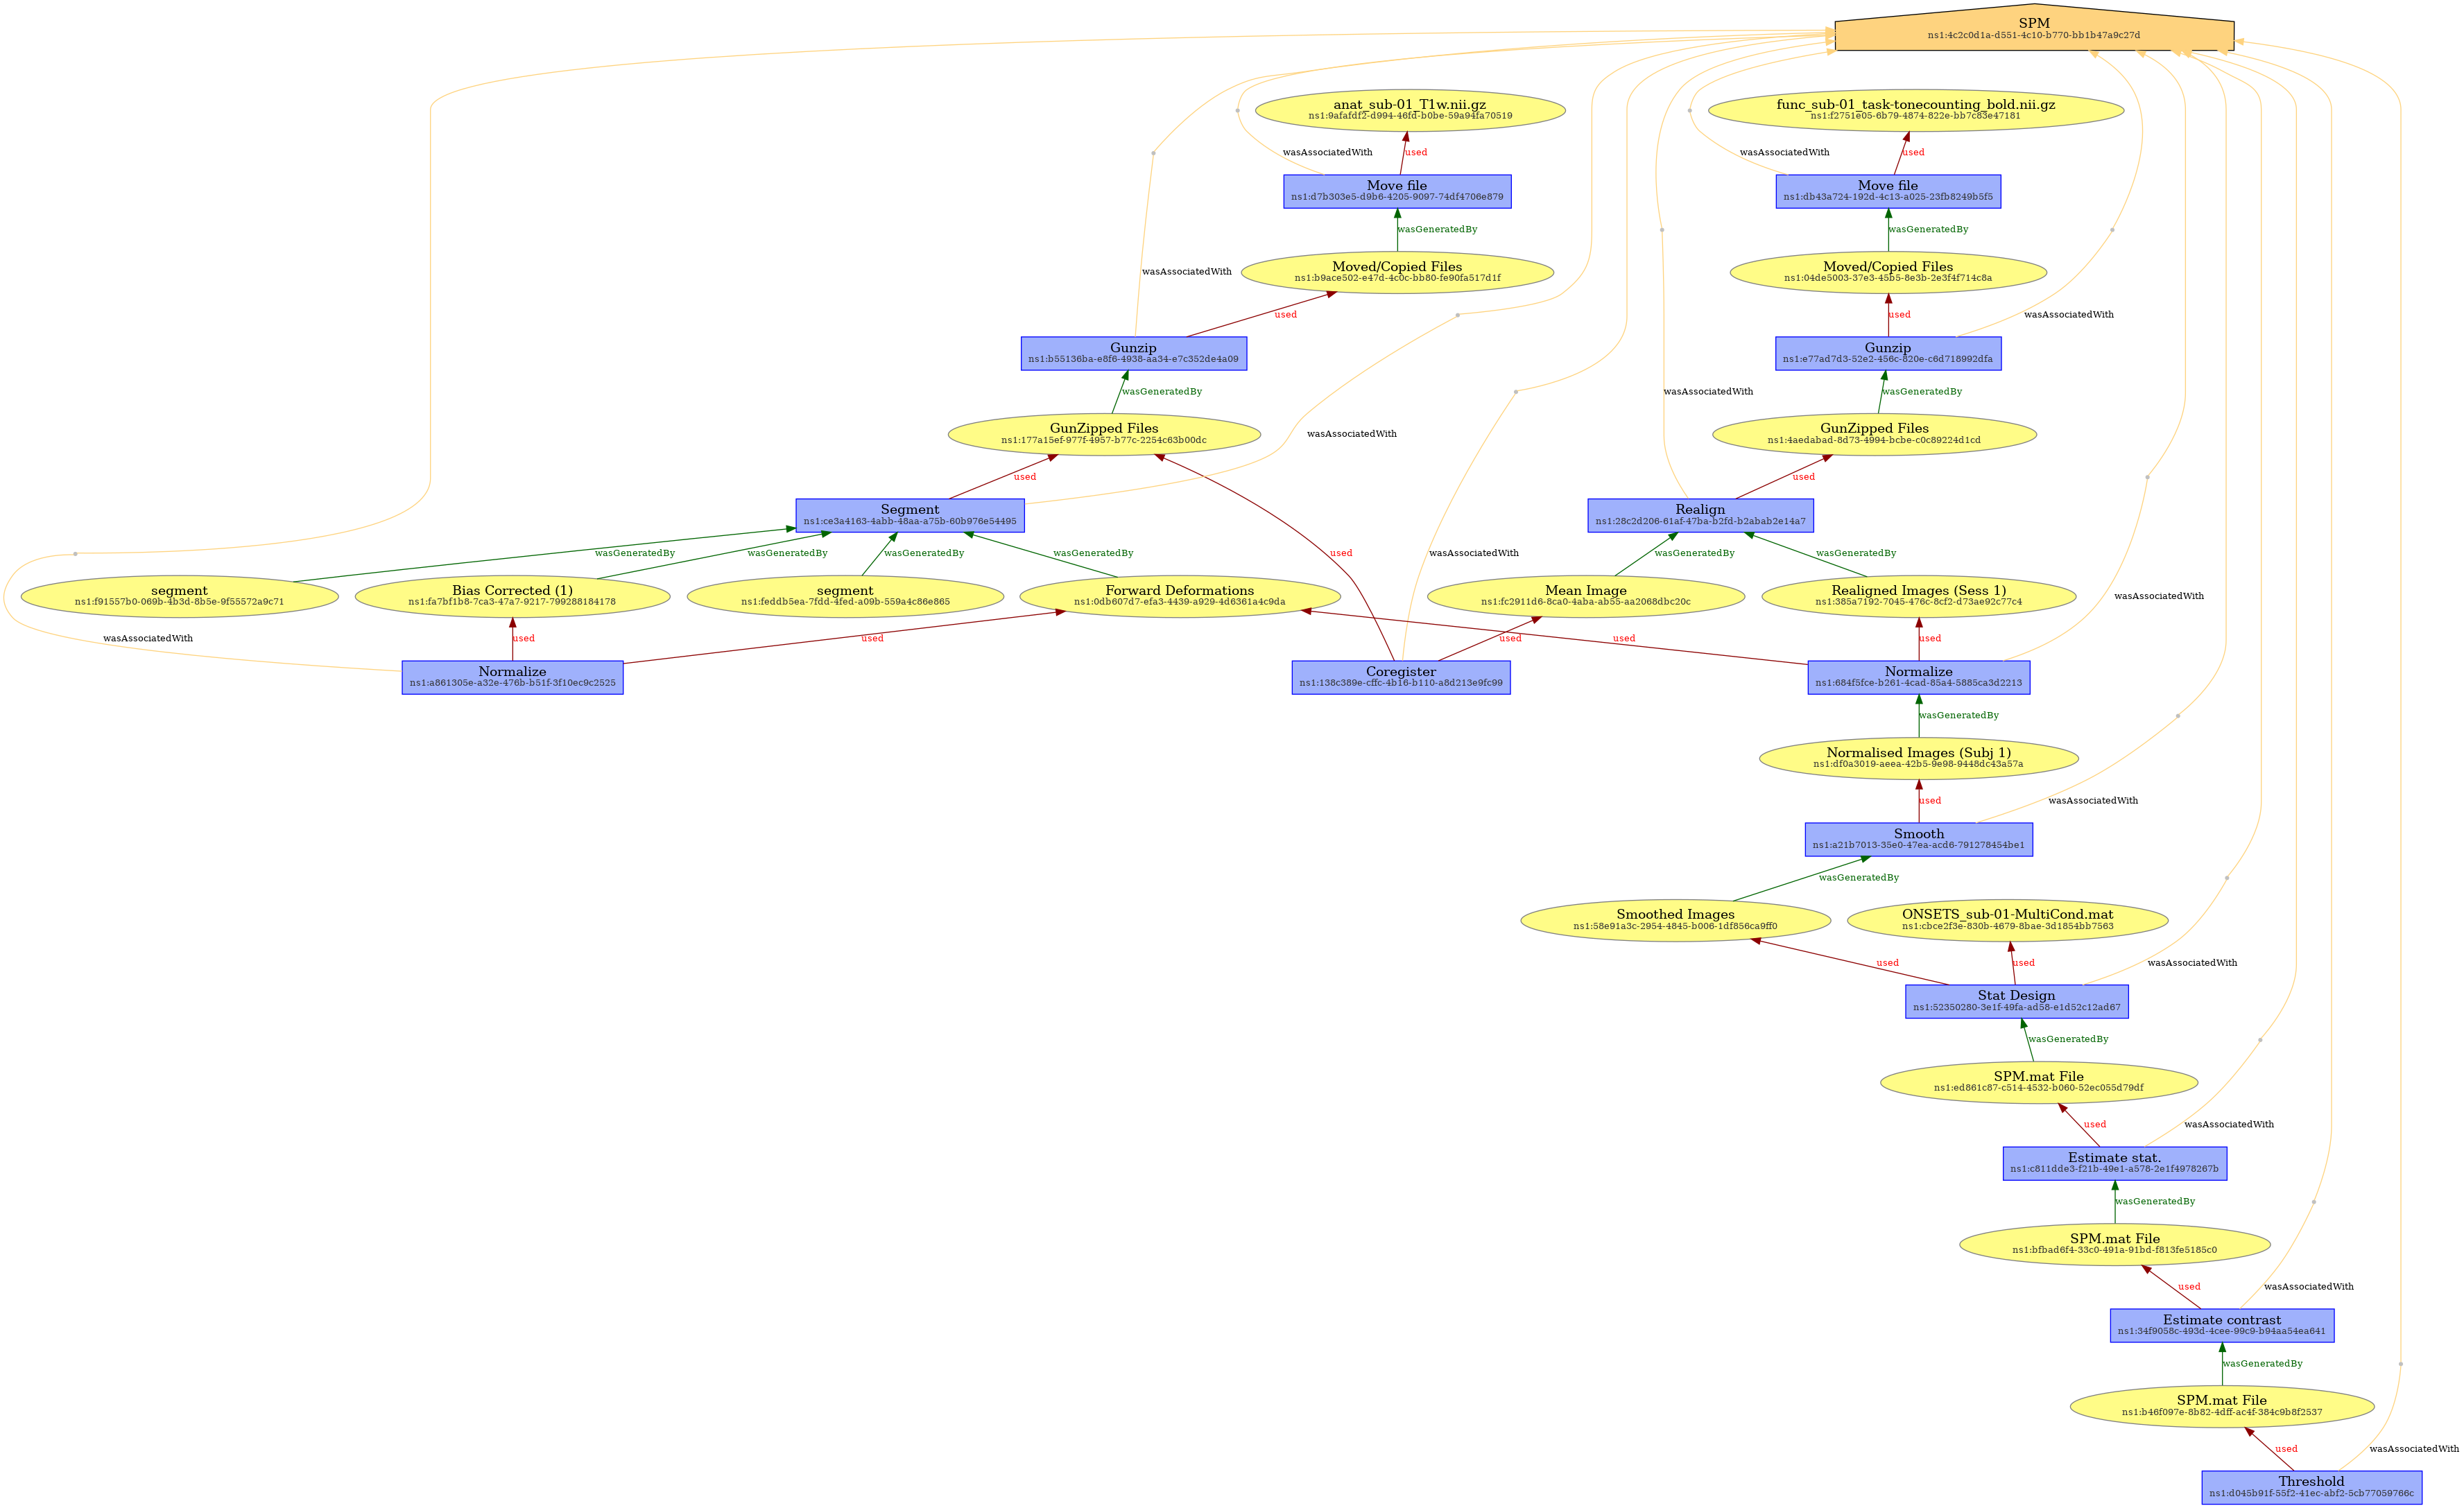 SPM
ns1:4c2c0d1a-d551-4c10-b770-bb1b47a9c27d
anat_sub-01_T1w.nii.gz
ns1:9afafdf2-d994-46fd-b0be-59a94fa70519
func_sub-01_task-tonecounting_bold.nii.gz
ns1:f2751e05-6b79-4874-822e-bb7c83e47181
wasAssociatedWith
used
wasAssociatedWith
used
Move file
ns1:d7b303e5-d9b6-4205-9097-74df4706e879
Move file
ns1:db43a724-192d-4c13-a025-23fb8249b5f5
wasGeneratedBy
wasGeneratedBy
wasAssociatedWith
Moved/Copied Files
ns1:b9ace502-e47d-4c0c-bb80-fe90fa517d1f
Moved/Copied Files
ns1:04de5003-37e3-45b5-8e3b-2e3f4f714c8a
used
used
wasAssociatedWith
Gunzip
ns1:b55136ba-e8f6-4938-aa34-e7c352de4a09
Gunzip
ns1:e77ad7d3-52e2-456c-820e-c6d718992dfa
wasGeneratedBy
wasAssociatedWith
wasGeneratedBy
GunZipped Files
ns1:177a15ef-977f-4957-b77c-2254c63b00dc
wasAssociatedWith
GunZipped Files
ns1:4aedabad-8d73-4994-bcbe-c0c89224d1cd
used
used
Segment
ns1:ce3a4163-4abb-48aa-a75b-60b976e54495
Realign
ns1:28c2d206-61af-47ba-b2fd-b2abab2e14a7
wasGeneratedBy
wasGeneratedBy
wasGeneratedBy
wasGeneratedBy
used
wasAssociatedWith
wasGeneratedBy
wasGeneratedBy
segment
ns1:f91557b0-069b-4b3d-8b5e-9f55572a9c71
Bias Corrected (1)
ns1:fa7bf1b8-7ca3-47a7-9217-799288184178
segment
ns1:feddb5ea-7fdd-4fed-a09b-559a4c86e865
Forward Deformations
ns1:0db607d7-efa3-4439-a929-4d6361a4c9da
Mean Image
ns1:fc2911d6-8ca0-4aba-ab55-aa2068dbc20c
Realigned Images (Sess 1)
ns1:385a7192-7045-476c-8cf2-d73ae92c77c4
wasAssociatedWith
wasAssociatedWith
used
used
used
used
used
Normalize
ns1:a861305e-a32e-476b-b51f-3f10ec9c2525
Coregister
ns1:138c389e-cffc-4b16-b110-a8d213e9fc99
Normalize
ns1:684f5fce-b261-4cad-85a4-5885ca3d2213
wasGeneratedBy
Normalised Images (Subj 1)
ns1:df0a3019-aeea-42b5-9e98-9448dc43a57a
used
wasAssociatedWith
Smooth
ns1:a21b7013-35e0-47ea-acd6-791278454be1
wasGeneratedBy
Smoothed Images
ns1:58e91a3c-2954-4845-b006-1df856ca9ff0
ONSETS_sub-01-MultiCond.mat
ns1:cbce2f3e-830b-4679-8bae-3d1854bb7563
used
used
wasAssociatedWith
Stat Design
ns1:52350280-3e1f-49fa-ad58-e1d52c12ad67
wasGeneratedBy
SPM.mat File
ns1:ed861c87-c514-4532-b060-52ec055d79df
used
wasAssociatedWith
Estimate stat.
ns1:c811dde3-f21b-49e1-a578-2e1f4978267b
wasGeneratedBy
SPM.mat File
ns1:bfbad6f4-33c0-491a-91bd-f813fe5185c0
used
wasAssociatedWith
Estimate contrast
ns1:34f9058c-493d-4cee-99c9-b94aa54ea641
wasGeneratedBy
SPM.mat File
ns1:b46f097e-8b82-4dff-ac4f-384c9b8f2537
used
wasAssociatedWith
Threshold
ns1:d045b91f-55f2-41ec-abf2-5cb77059766c